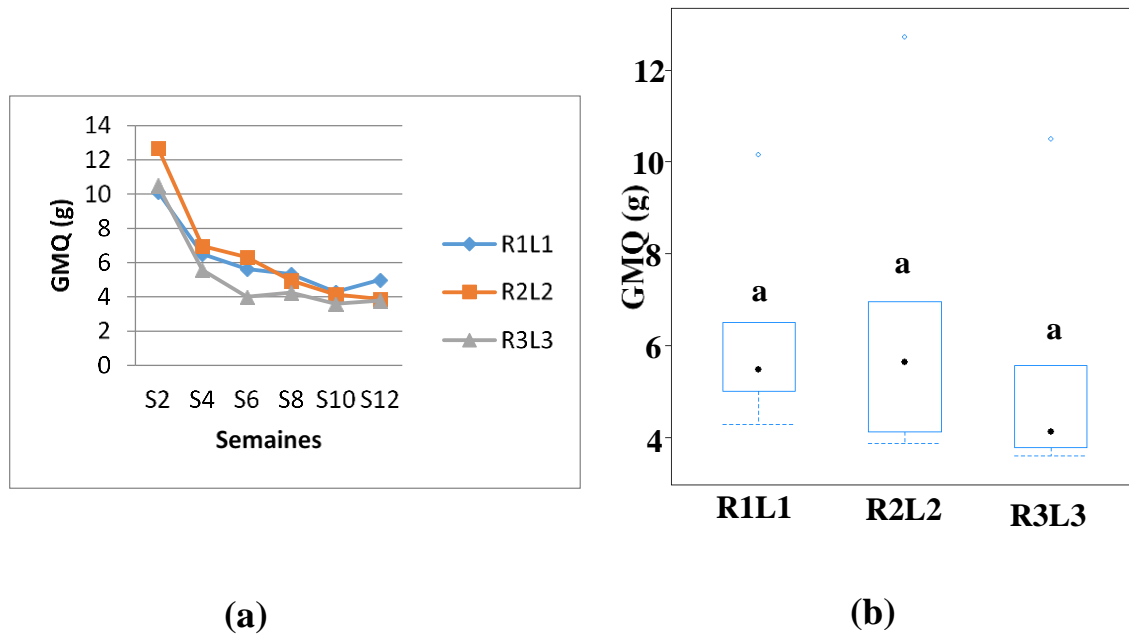 GMQ (g)
14
12
10
8
6
4
2
0
S2 S4 S6 S8 S10 S12
Semaines
R1L1
R2L2
R3L3
(a)
GMQ (g)
12
10
8
6
4
a
a
a
R1L1 R2L2 R3L3
(b)